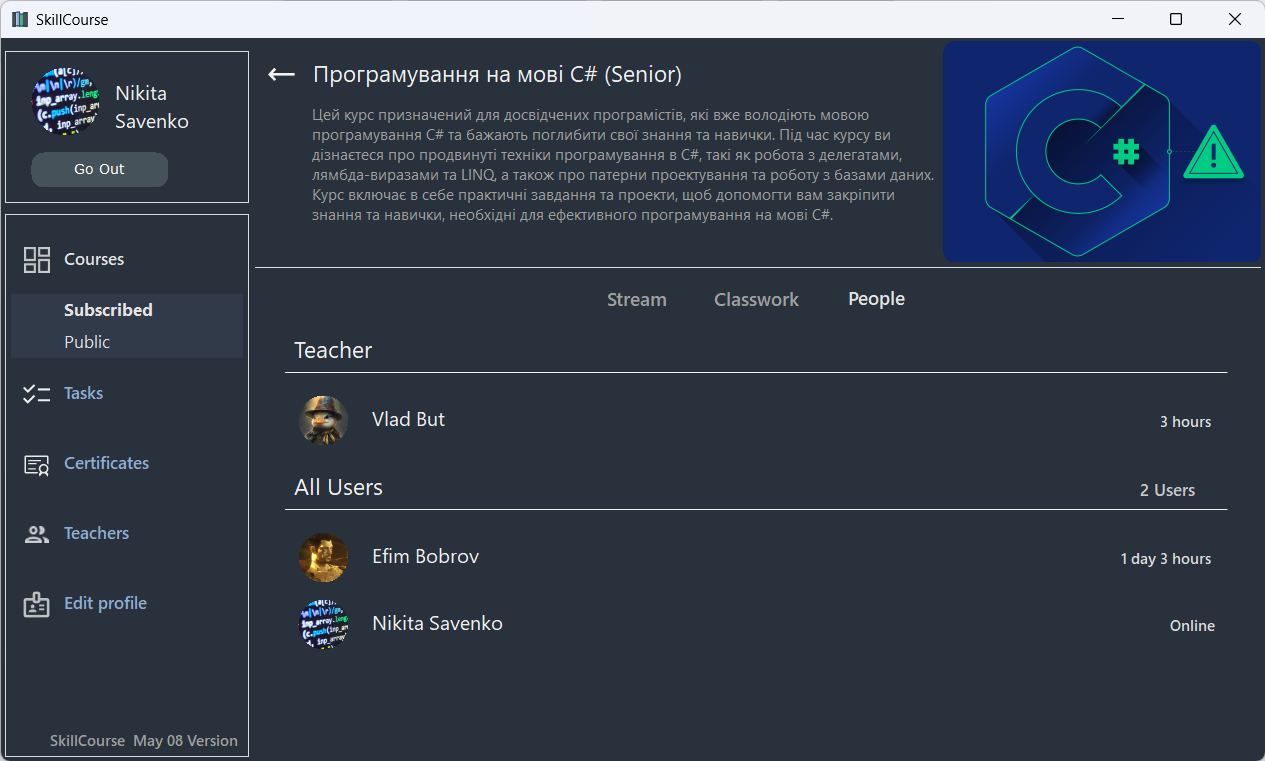 SkillCourse
Nikita
Savenko
Go Out
Courses
Subscribed
Public
Tasks
Certificates
Teachers
Edit profile
SkillCourse May 08 Version
Програмування на мові C# (Senior)
Цей курс призначений для досвідчених програмістів, які вже володіють мовою
програмування C# та бажають поглибити свої знання та навички. Під час курсу ви
дізнаєтеся про продвинуті техніки програмування в C#, такі як робота з делегатами,
лямбда-виразами та LINQ, а також про патерни проектування та роботу з базами даних.
Курс включає в себе практичні завдання та проекти, щоб допомогти вам закріпити
знання та навички, необхідні для ефективного програмування на мові C#.
C#
Stream Classwork People
Teacher
Vlad But 3 hours
All Users 2 Users
Efim Bobrov 1 day 3 hours
Nikita Savenko Online